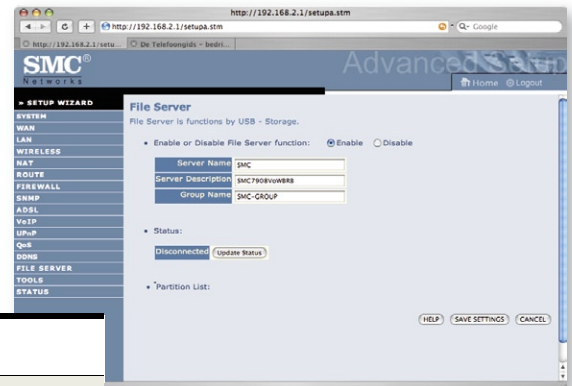 http://192.168.2.1/setupa.stm
http://192.168.2.1/setupa.stm
Google
http://192.168.2.1/setu...
De Telefoongids - bedri...
SMC®
Networks
Advanced Setup
Home
Logout
» SETUP WIZARD
SYSTEM
WAN
LAN
WIRELESS
NAT
ROUTE
FIREWALL
SNMP
ADSL
VoIP
UPnP
QoS
DDNS
FILE SERVER
TOOLS
STATUS
File Server
File Server is functions by USB - Storage.
• Enable or Disable File Server function: Enable Disable
Server Name SMC
Server Description SMC7908VoWBRB
Group Name SMC-GROUP
• Status:
Disconnected Update Status
• Partition List:
HELP SAVE SETTINGS CANCEL